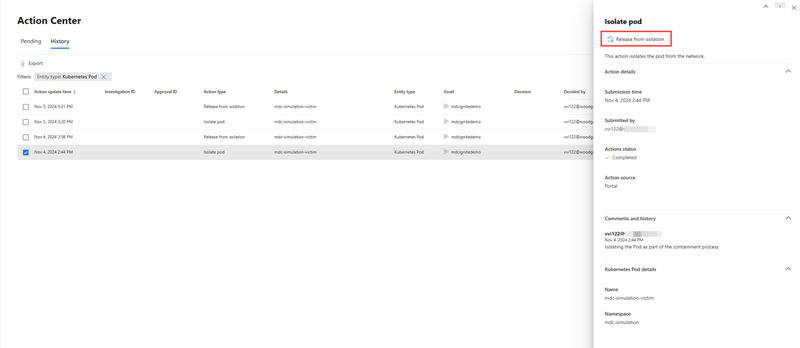 Action Center
Pending History
Export
Filters: Entity type: Kubernetes Pod
Action update time ↓ Investigation ID Approval ID Action type Details Entity type Asset Decision Decided by
Nov 5, 2024 5:31 PM Release from isolation mdc-simulation-victim Kubernetes Pod mdcignitedemo vvi122@woodgr
Nov 5, 2024 3:20 PM Isolate pod mdc-simulation-victim Kubernetes Pod mdcignitedemo vvi122@woodgr
Nov 4, 2024 2:56 PM Release from isolation mdc-simulation-victim Kubernetes Pod mdcignitedemo vvi122@woodgr
Nov 4, 2024 2:44 PM Isolate pod mdc-simulation-victim Kubernetes Pod mdcignitedemo vvi122@woodgr
Isolate pod
Release from isolation
This action isolates the pod from the network.
Action details
Submission time
Nov 4, 2024 2:44 PM
Submitted by
vvi122@
Actions status
Completed
Action source
Portal
Comments and history
vvi122@
Nov 4, 2024 2:44 PM
Isolating the Pod as part of the containment process
Kubernetes Pod details
Name
mdc-simulation-victim
Namespace
mdc-simulation